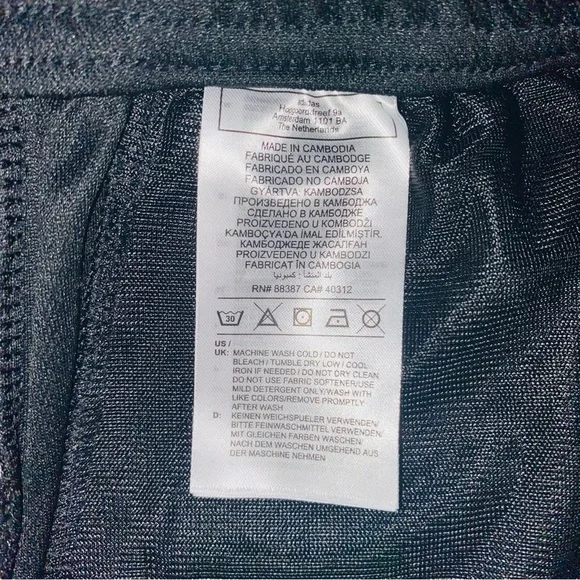 adidas
Hoogoorddreef 9a
Amsterdam 1101 BA
The Netherlands
MADE IN CAMBODIA
FABRIQUÉ AU CAMBODGE
FABRICADO EN CAMBOYA
FABRICADO NO CAMBOJA
GYÁRTVA: KAMBODZSA
ПРОИЗВЕДЕНО В КАМБОДЖА
СДЕЛАНО В КАМБОДЖЕ
PROIZVEDENO U KOMBODŽI
KAMBOÇYA'DA İMAL EDİLMİŞTİR.
КАМБОДЖЕДЕ ЖАСАЛҒАН
PROIZVEDENO U KAMBODŽI
FABRICAT ÎN CAMBOGIA
بلد المنشأ: كمبوديا
RN# 88387 CA# 40312
30
US /
UK: MACHINE WASH COLD / DO NOT
BLEACH / TUMBLE DRY LOW / COOL
IRON IF NEEDED / DO NOT DRY CLEAN
DO NOT USE FABRIC SOFTENER/USE
MILD DETERGENT ONLY/WASH WITH
LIKE COLORS/REMOVE PROMPTLY
AFTER WASH
D: KEINEN WEICHSPUELER VERWENDEN/
BITTE FEINWASCHMITTEL VERWENDEN/
MIT GLEICHEN FARBEN WASCHEN/
NACH DEM WASCHEN UMGEHEND AUS
DER MASCHINE NEHMEN